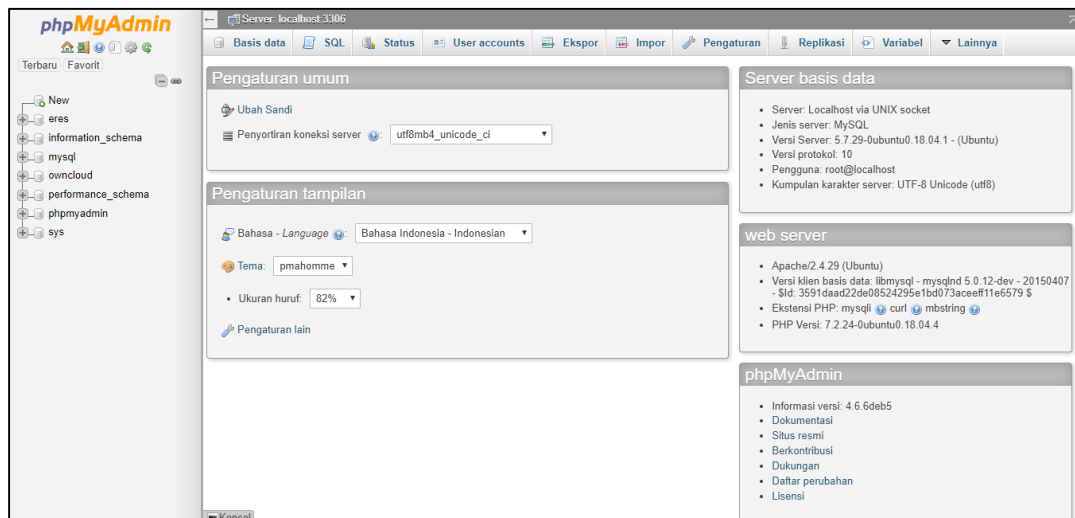 phpMyAdmin
Terbaru Favorit
New
eres
information_schema
mysql
owncloud
performance_schema
phpmyadmin
sys
Server: localhost:3306
Basis data SQL Status User accounts Ekspor Impor Pengaturan Replikasi Variabel Lainnya
Pengaturan umum
Ubah Sandi
Penyortiran koneksi server : utf8mb4_unicode_ci
Pengaturan tampilan
Bahasa - Language : Bahasa Indonesia - Indonesian
Tema: pmahomme
• Ukuran huruf: 82%
Pengaturan lain
Server basis data
• Server: Localhost via UNIX socket
• Jenis server: MySQL
• Versi Server: 5.7.29-0ubuntu0.18.04.1 - (Ubuntu)
• Versi protokol: 10
• Pengguna: root@localhost
• Kumpulan karakter server: UTF-8 Unicode (utf8)
web server
• Apache/2.4.29 (Ubuntu)
• Versi klien basis data: libmysql - mysqlnd 5.0.12-dev - 20150407
- $Id: 3591daad22de08524295e1bd073aceeff11e6579 $
• Ekstensi PHP: mysqli curl mbstring
• PHP Versi: 7.2.24-0ubuntu0.18.04.4
phpMyAdmin
• Informasi versi: 4.6.6deb5
• Dokumentasi
• Situs resmi
• Berkontribusi
• Dukungan
• Daftar perubahan
• Lisensi
Konsol